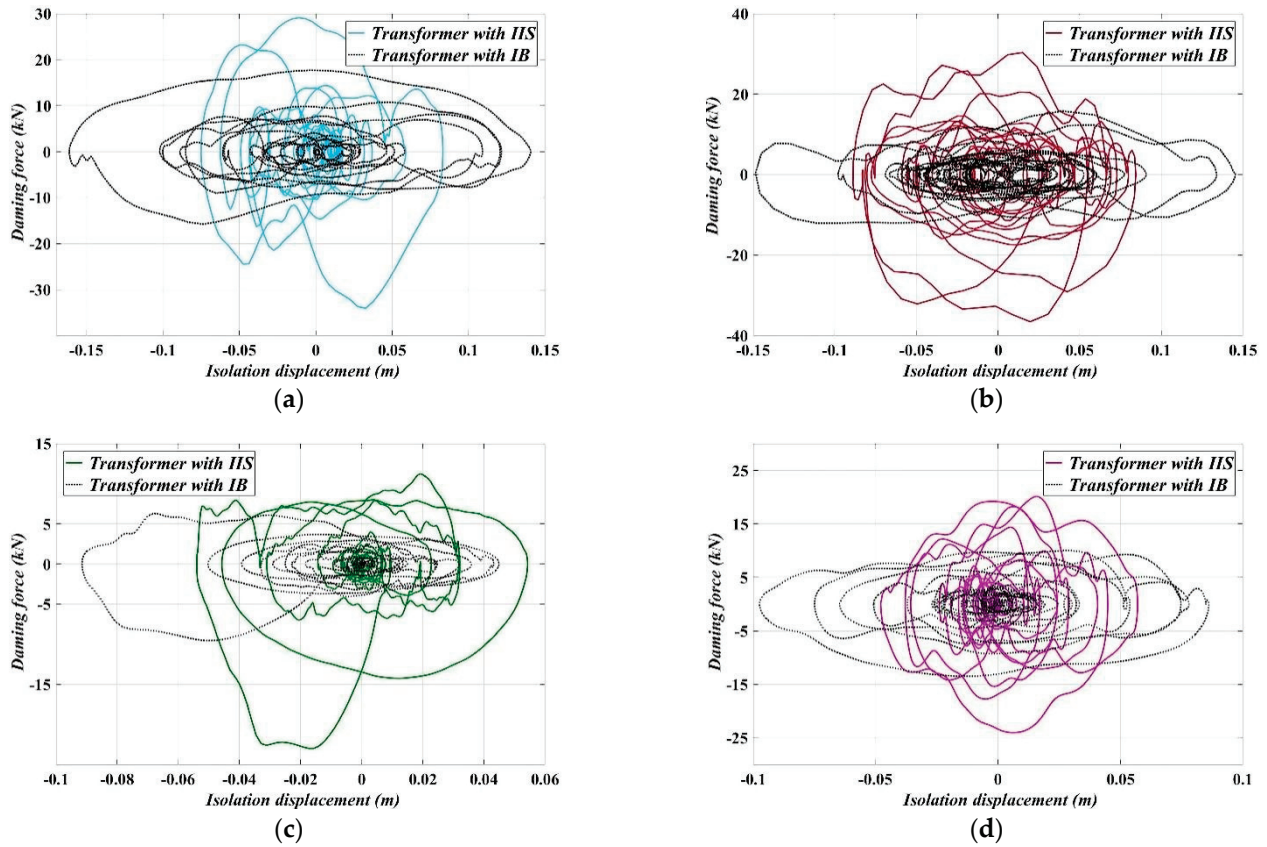 30
20
10
0
-10
-20
-30
Daming force (kN)
Transformer with IIS
Transformer with IB
-0.15 -0.1 -0.05 0 0.05 0.1 0.15
Isolation displacement (m)
(a)
40
20
0
-20
-40
Daming force (kN)
Transformer with IIS
Transformer with IB
-0.15 -0.1 -0.05 0 0.05 0.1 0.15
Isolation displacement (m)
(b)
15
5
0
-5
-15
Daming force (kN)
Transformer with IIS
Transformer with IB
-0.1 -0.08 -0.06 -0.04 -0.02 0 0.02 0.04 0.06
Isolation displacement (m)
(c)
25
15
5
0
-5
-15
-25
Daming force (kN)
Transformer with IIS
Transformer with IB
-0.1 -0.05 0 0.05 0.1
Isolation displacement (m)
(d)